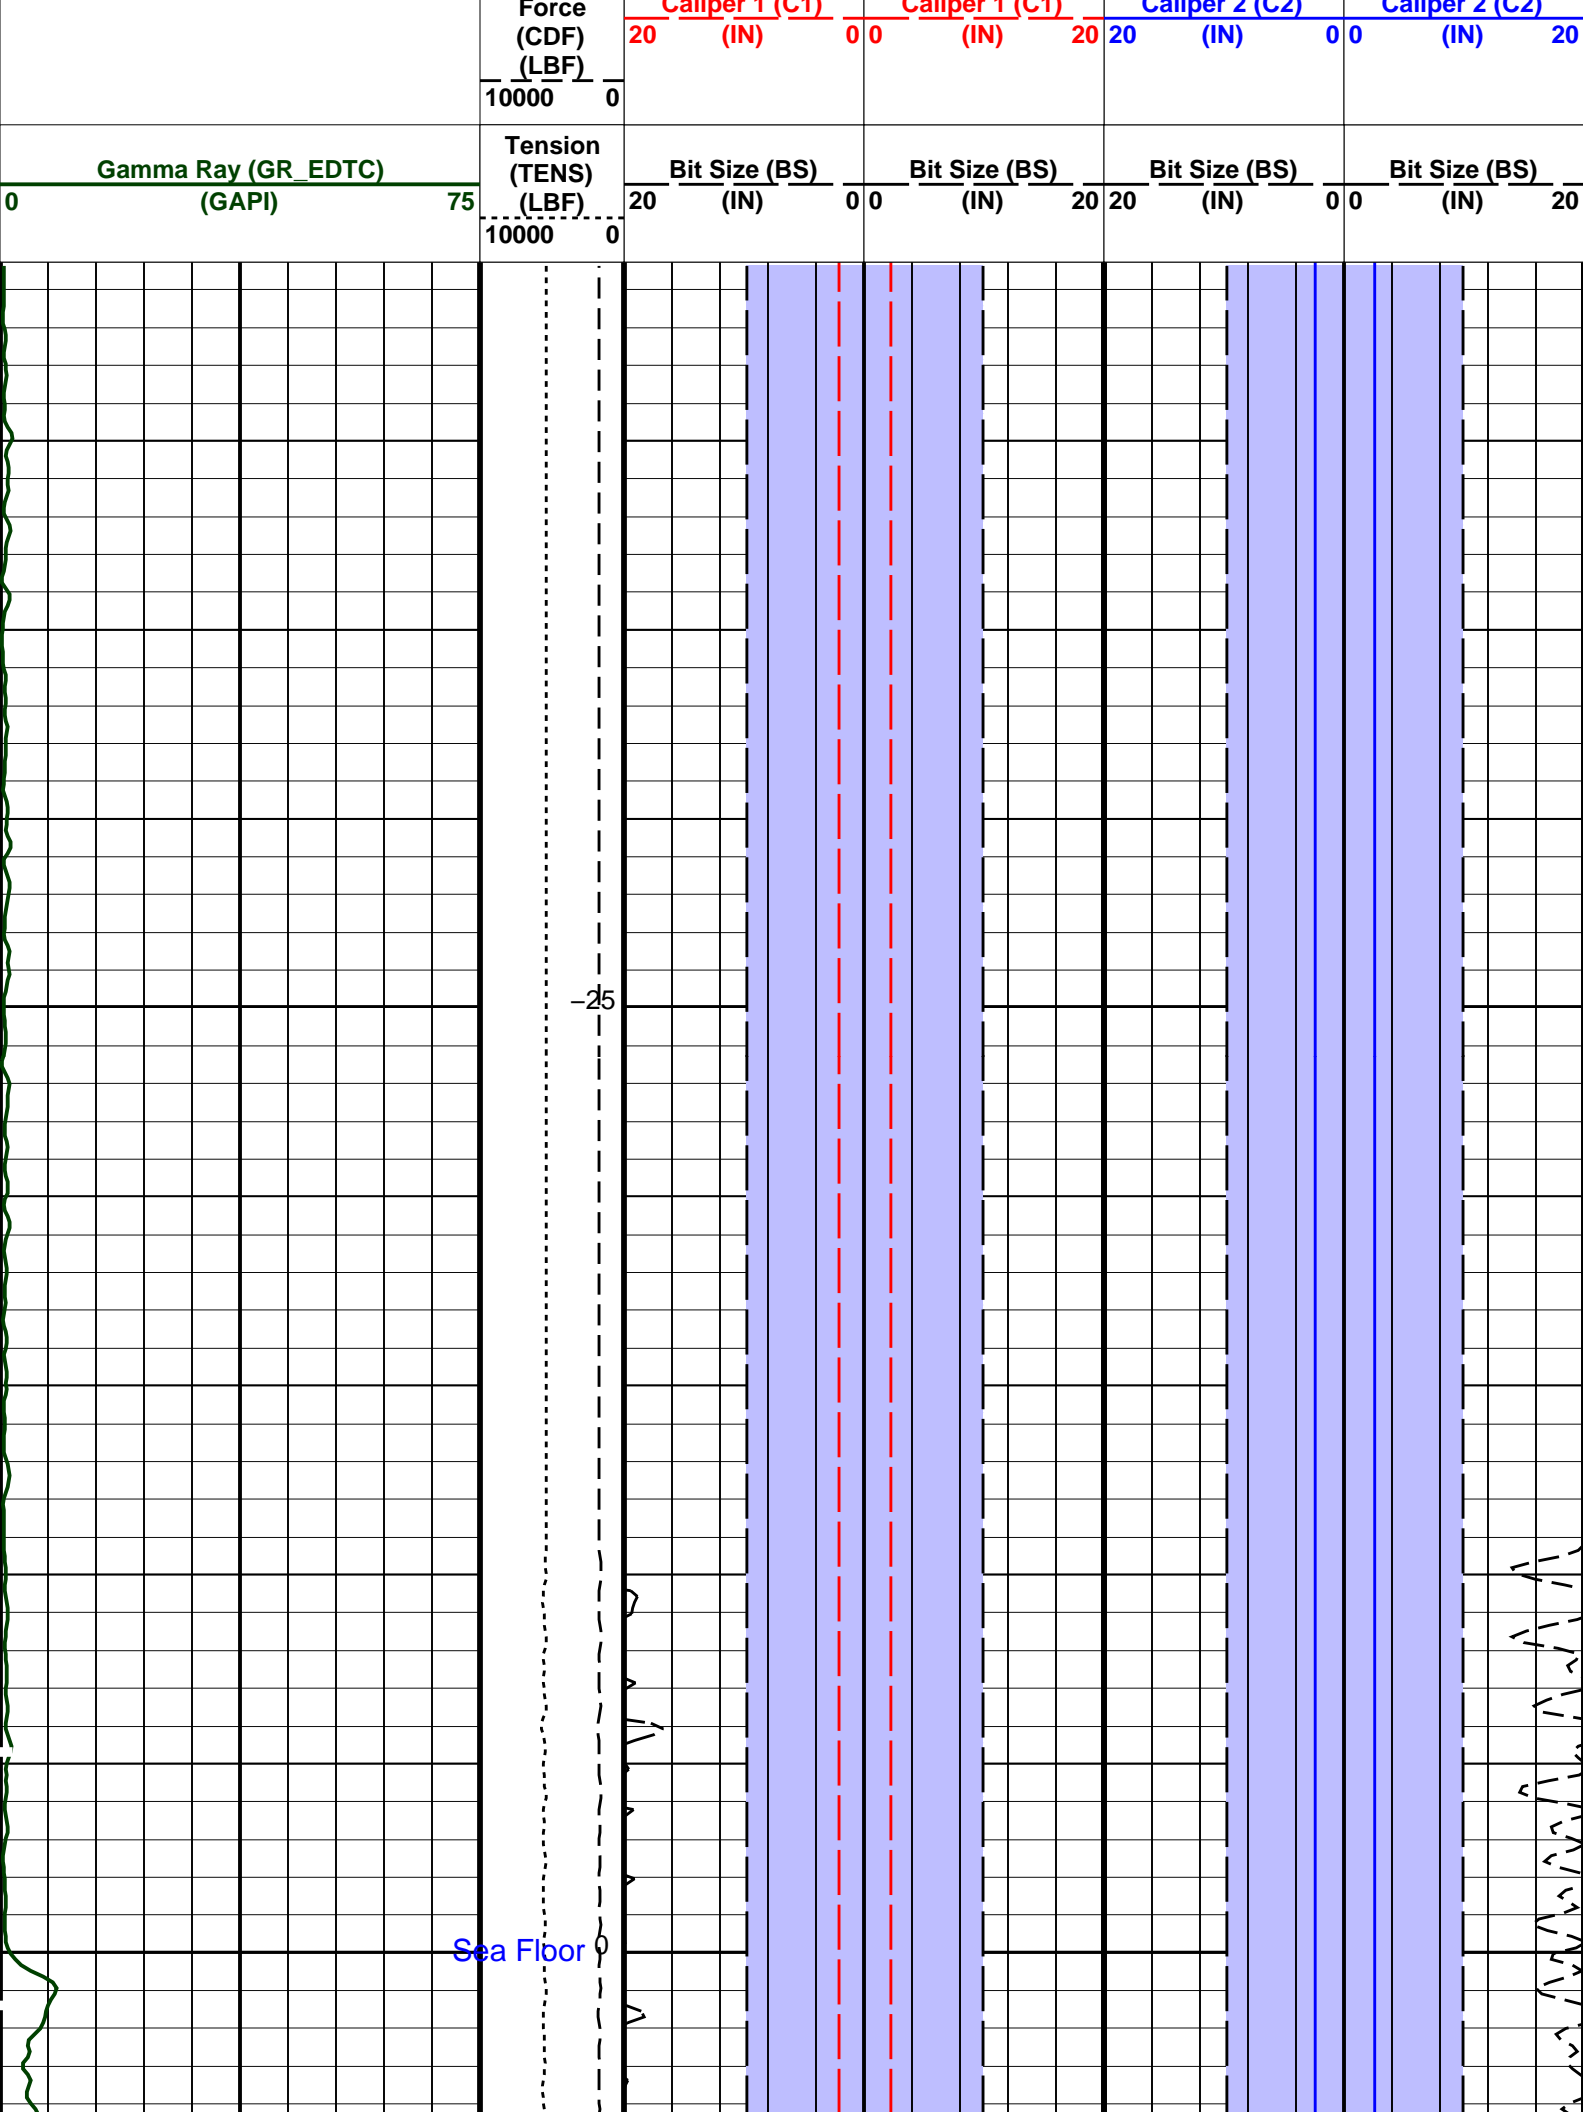 Force
(CDF)
(LBF)
10000 0
Caliper 1 (C1)
20 (IN) 0
Caliper 1 (C1)
0 (IN) 20
Caliper 2 (C2)
20 (IN) 0
Caliper 2 (C2)
0 (IN) 20
Gamma Ray (GR_EDTC)
0 (GAPI) 75
Tension
(TENS)
(LBF)
10000 0
Bit Size (BS)
20 (IN) 0
Bit Size (BS)
0 (IN) 20
Bit Size (BS)
20 (IN) 0
Bit Size (BS)
0 (IN) 20
−25
Sea Floor 0